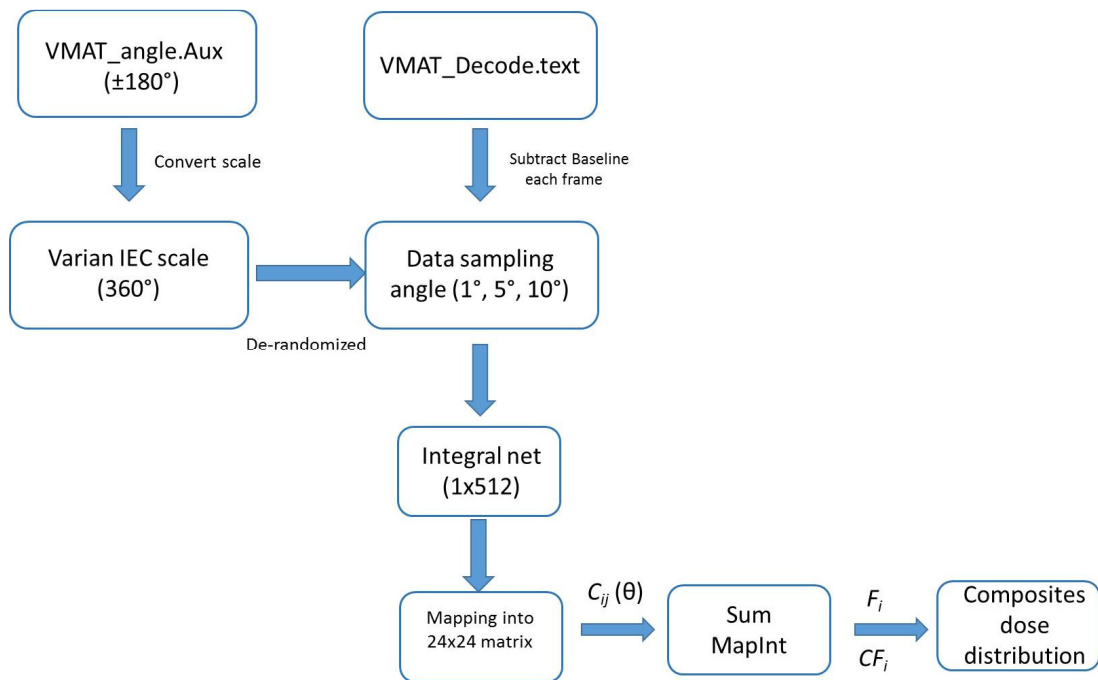 VMAT_angle.Aux
(±180°)
VMAT_Decode.text
Convert scale
Subtract Baseline
each frame
Varian IEC scale
(360°)
Data sampling
angle (1°, 5°, 10°)
De-randomized
Integral net
(1x512)
Mapping into
24x24 matrix
Cij (θ)
Sum
MapInt
Fi
CFi
Composites
dose
distribution